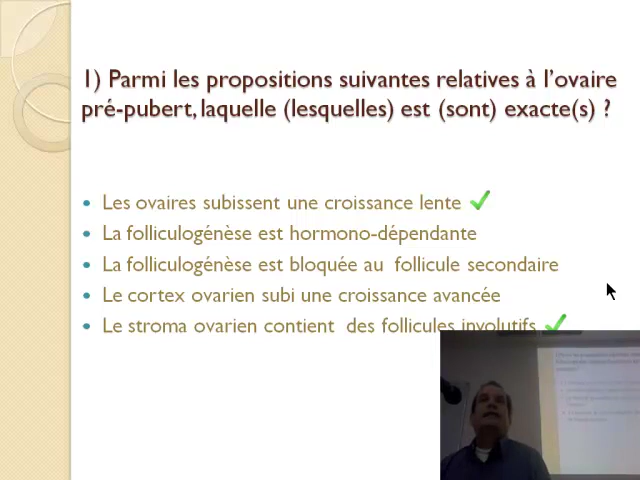 1) Parmi les propositions suivantes relatives à l’ovaire
pré-pubert, laquelle (lesquelles) est (sont) exacte(s) ?
Les ovaires subissent une croissance lente
La folliculogénèse est hormono-dépendante
La folliculogénèse est bloquée au follicule secondaire
Le cortex ovarien subi une croissance avancée
Le stroma ovarien contient des follicules involutifs